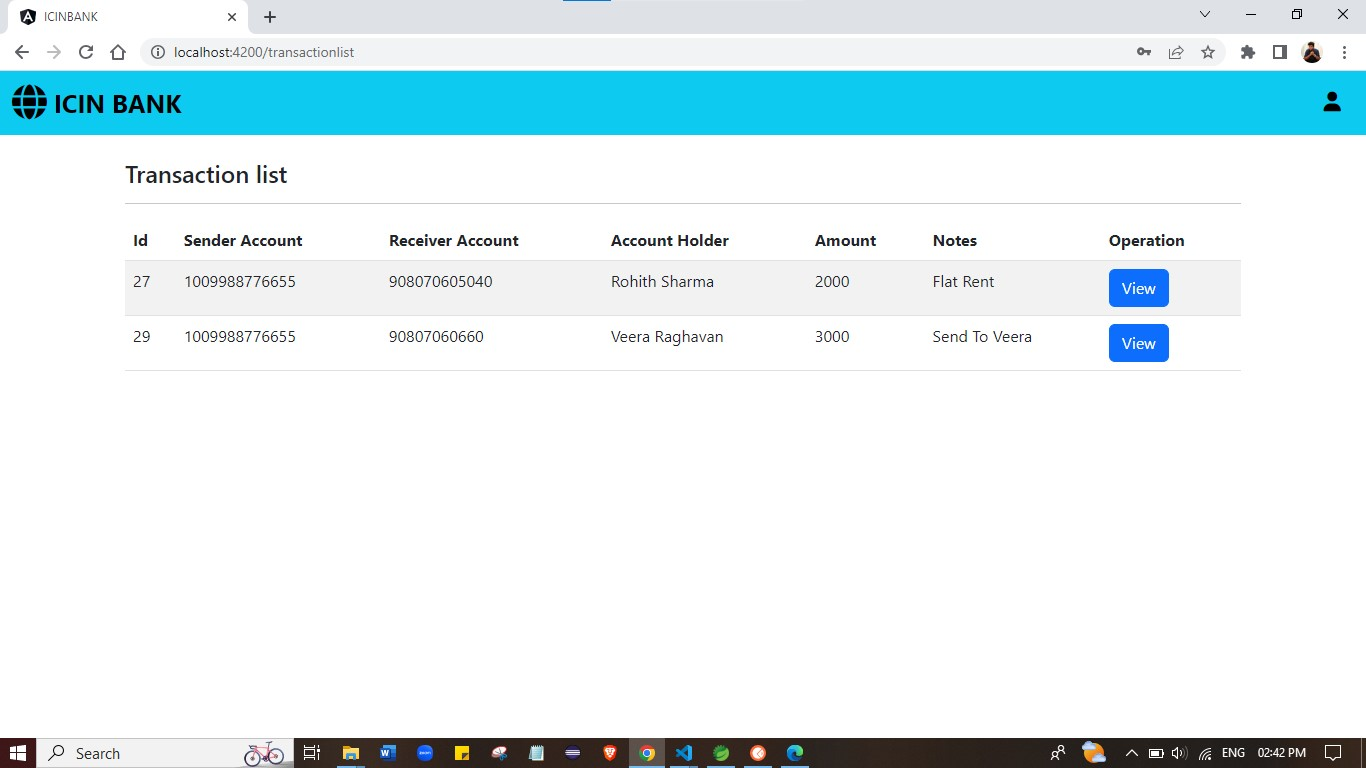 ICINBANK
localhost:4200/transactionlist
ICIN BANK
Transaction list
Id Sender Account Receiver Account Account Holder Amount Notes Operation
27 1009988776655 908070605040 Rohith Sharma 2000 Flat Rent View
29 1009988776655 90807060660 Veera Raghavan 3000 Send To Veera View
Search ENG 02:42 PM